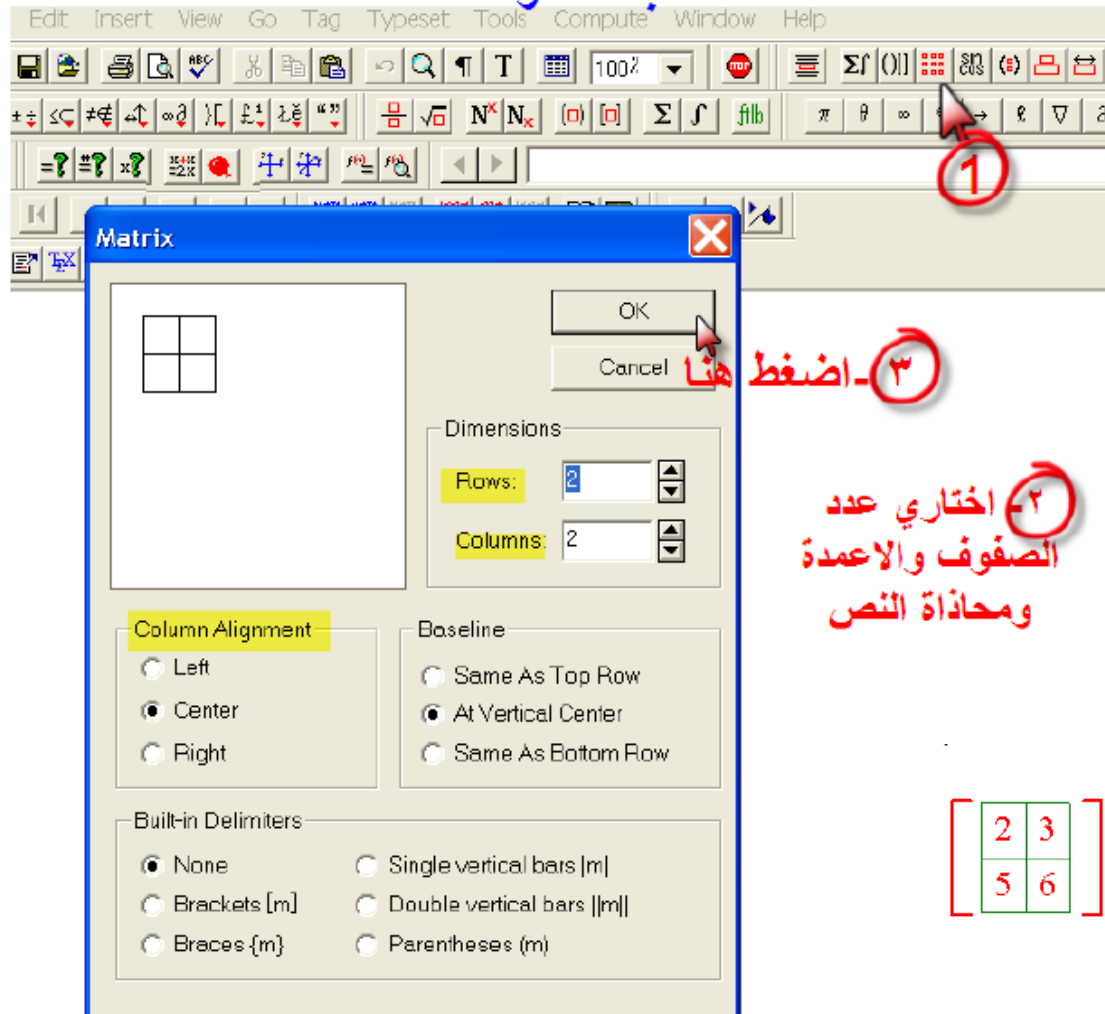 Edit Insert View Go Tag Typeset Tools Compute Window Help
100%
1
Matrix
OK
Cancel
٣-اضغط هنا
Dimensions
Rows: 2
Columns: 2
٢- اختاري عدد
الصفوف والاعمدة
ومحاذاة النص
Column Alignment
Left
Center
Right
Baseline
Same As Top Row
At Vertical Center
Same As Bottom Row
Built-in Delimiters
None
Brackets [m]
Braces {m}
Single vertical bars |m|
Double vertical bars ||m||
Parentheses (m)
2 3
5 6